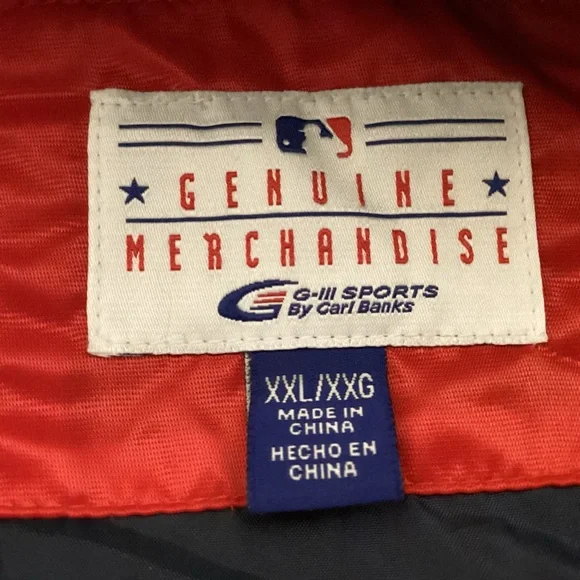 GENUINE
MERCHANDISE
G-III SPORTS
By Carl Banks
XXL/XXG
MADE IN
CHINA
HECHO EN
CHINA